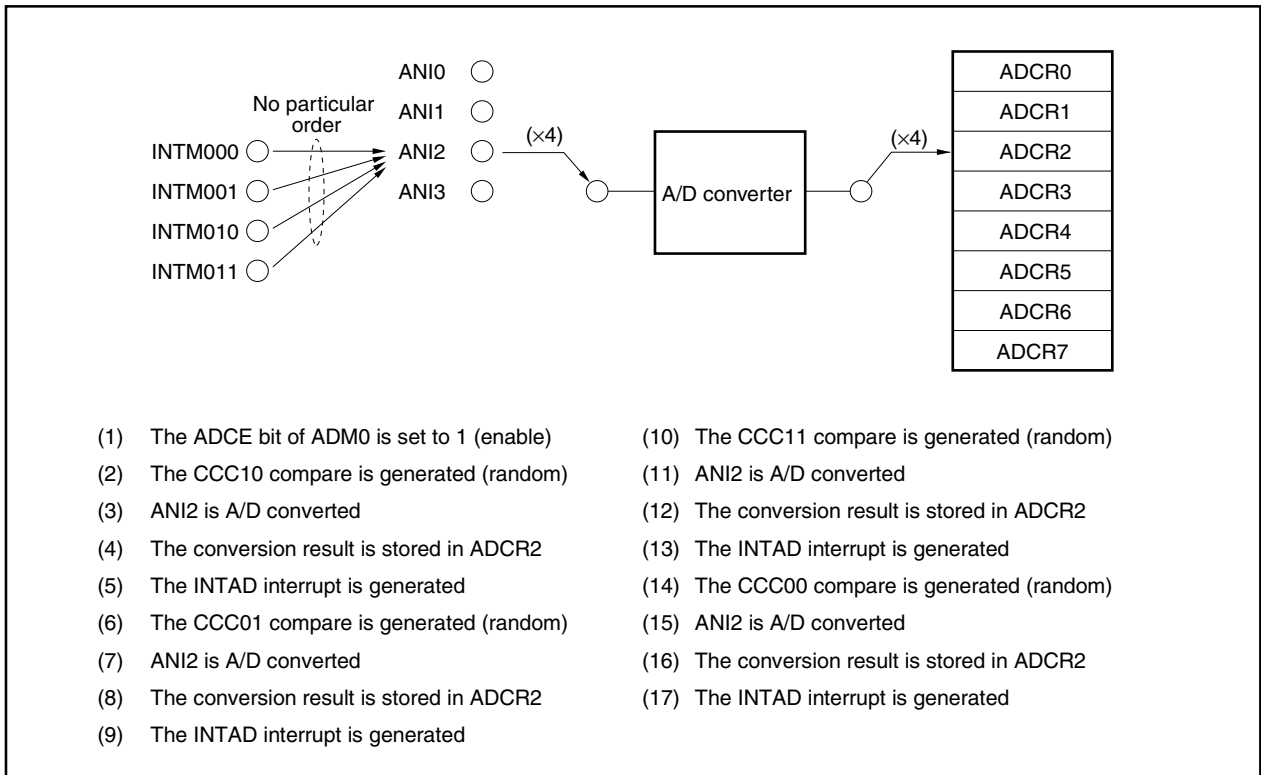 No particular
order
INTM000
INTM001
INTM010
INTM011
ANI0
ANI1
ANI2
ANI3
(×4)
A/D converter
(×4)
ADCR0
ADCR1
ADCR2
ADCR3
ADCR4
ADCR5
ADCR6
ADCR7
(1) The ADCE bit of ADM0 is set to 1 (enable)
(2) The CCC10 compare is generated (random)
(3) ANI2 is A/D converted
(4) The conversion result is stored in ADCR2
(5) The INTAD interrupt is generated
(6) The CCC01 compare is generated (random)
(7) ANI2 is A/D converted
(8) The conversion result is stored in ADCR2
(9) The INTAD interrupt is generated
(10) The CCC11 compare is generated (random)
(11) ANI2 is A/D converted
(12) The conversion result is stored in ADCR2
(13) The INTAD interrupt is generated
(14) The CCC00 compare is generated (random)
(15) ANI2 is A/D converted
(16) The conversion result is stored in ADCR2
(17) The INTAD interrupt is generated